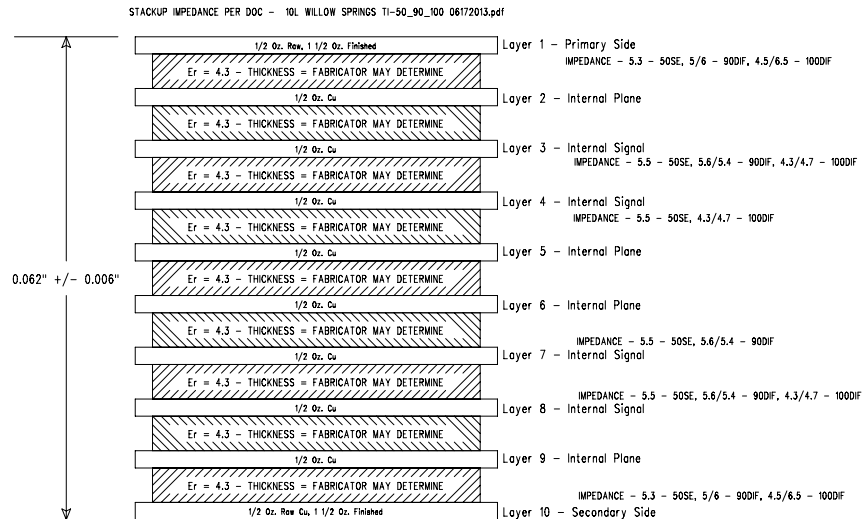 STACKUP IMPEDANCE PER DOC - 10L WILLOW SPRINGS TI-50_90_100 06172013.pdf
1/2 Oz. Raw, 1 1/2 Oz. Finished
Layer 1 - Primary Side
IMPEDANCE - 5.3 - 50SE, 5/6 - 90DIF, 4.5/6.5 - 100DIF
Er = 4.3 - THICKNESS = FABRICATOR MAY DETERMINE
1/2 Oz. Cu
Layer 2 - Internal Plane
Er = 4.3 - THICKNESS = FABRICATOR MAY DETERMINE
1/2 Oz. Cu
Layer 3 - Internal Signal
IMPEDANCE - 5.5 - 50SE, 5.6/5.4 - 90DIF, 4.3/4.7 - 100DIF
Er = 4.3 - THICKNESS = FABRICATOR MAY DETERMINE
1/2 Oz. Cu
Layer 4 - Internal Signal
IMPEDANCE - 5.5 - 50SE, 4.3/4.7 - 100DIF
Er = 4.3 - THICKNESS = FABRICATOR MAY DETERMINE
1/2 Oz. Cu
Layer 5 - Internal Plane
0.062" +/- 0.006"
Er = 4.3 - THICKNESS = FABRICATOR MAY DETERMINE
1/2 Oz. Cu
Layer 6 - Internal Plane
Er = 4.3 - THICKNESS = FABRICATOR MAY DETERMINE
IMPEDANCE - 5.5 - 50SE, 5.6/5.4 - 90DIF
1/2 Oz. Cu
Layer 7 - Internal Signal
Er = 4.3 - THICKNESS = FABRICATOR MAY DETERMINE
IMPEDANCE - 5.5 - 50SE, 5.6/5.4 - 90DIF, 4.3/4.7 - 100DIF
1/2 Oz. Cu
Layer 8 - Internal Signal
Er = 4.3 - THICKNESS = FABRICATOR MAY DETERMINE
1/2 Oz. Cu
Layer 9 - Internal Plane
Er = 4.3 - THICKNESS = FABRICATOR MAY DETERMINE
IMPEDANCE - 5.3 - 50SE, 5/6 - 90DIF, 4.5/6.5 - 100DIF
1/2 Oz. Raw Cu, 1 1/2 Oz. Finished
Layer 10 - Secondary Side